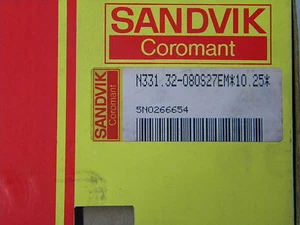 SANDVIK
Coromant
SANDVIK
Coromant
N331.32-080S27EM*10.25*
5N0266654